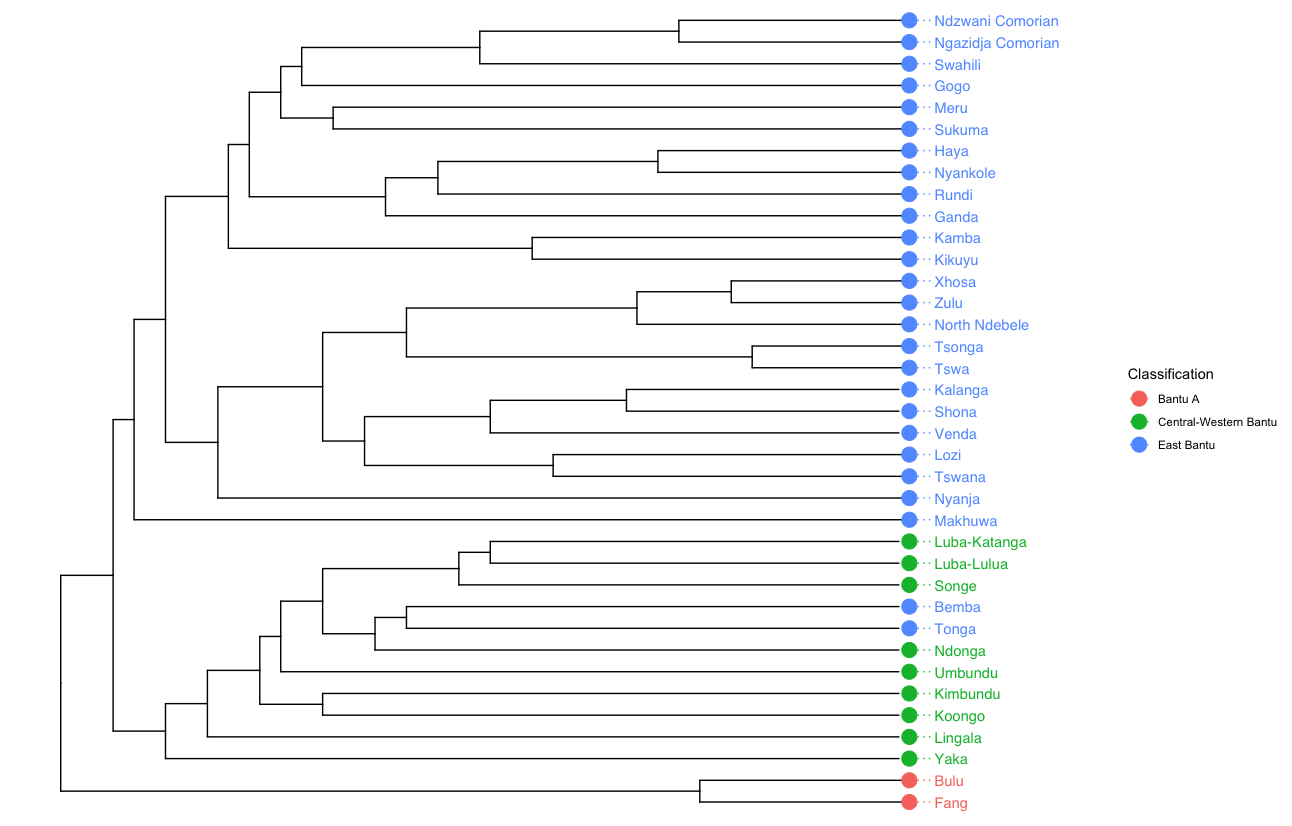 Ndzwani Comorian
Ngazidja Comorian
Swahili
Gogo
Meru
Sukuma
Haya
Nyankole
Rundi
Ganda
Kamba
Kikuyu
Xhosa
Zulu
North Ndebele
Tsonga
Tswa
Kalanga
Shona
Venda
Lozi
Tswana
Nyanja
Makhuwa
Luba-Katanga
Luba-Lulua
Songe
Bemba
Tonga
Ndonga
Umbundu
Kimbundu
Koongo
Lingala
Yaka
Bulu
Fang
Classification
Bantu A
Central-Western Bantu
East Bantu